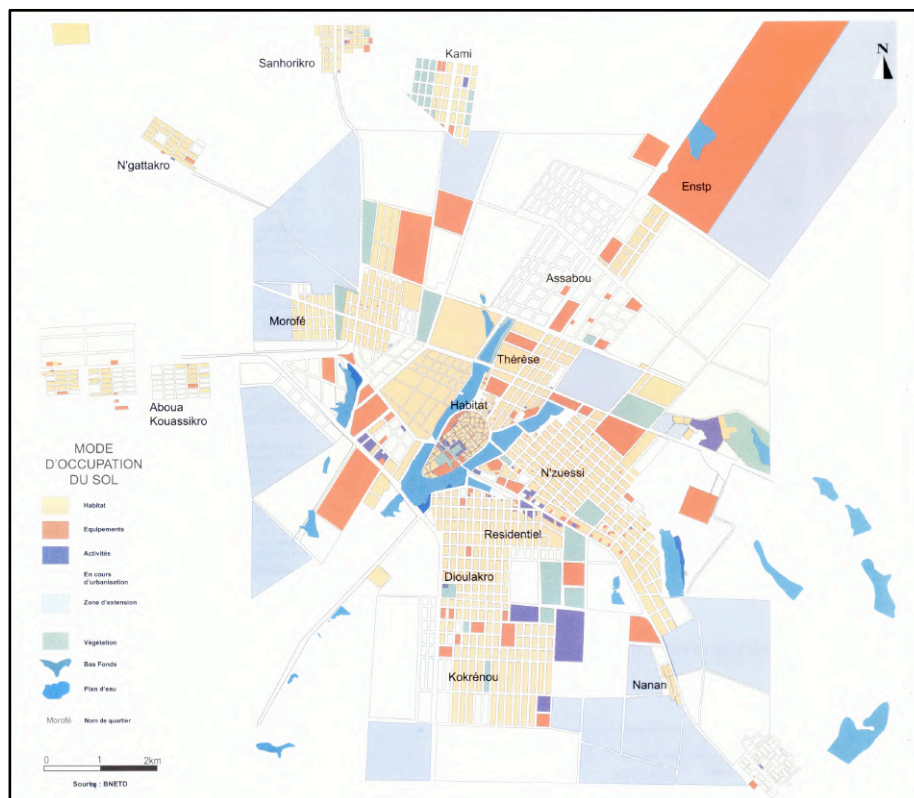 Sanhorikro
Kami
N
N'gattakro
Enstp
Assabou
Morofé
Thérèse
Aboua
Kouassikro
Habitat
N'zuessi
Residentiel
Dioulakro
Kokrénou
Nanan
MODE
D'OCCUPATION
DU SOL
Habitat
Equipements
Activités
En cours
d'urbanisation
Zone d'extension
Végétation
Bas Fonds
Plan d'eau
Morofé Nom de quartier
0 1 2km
Source : BNETD